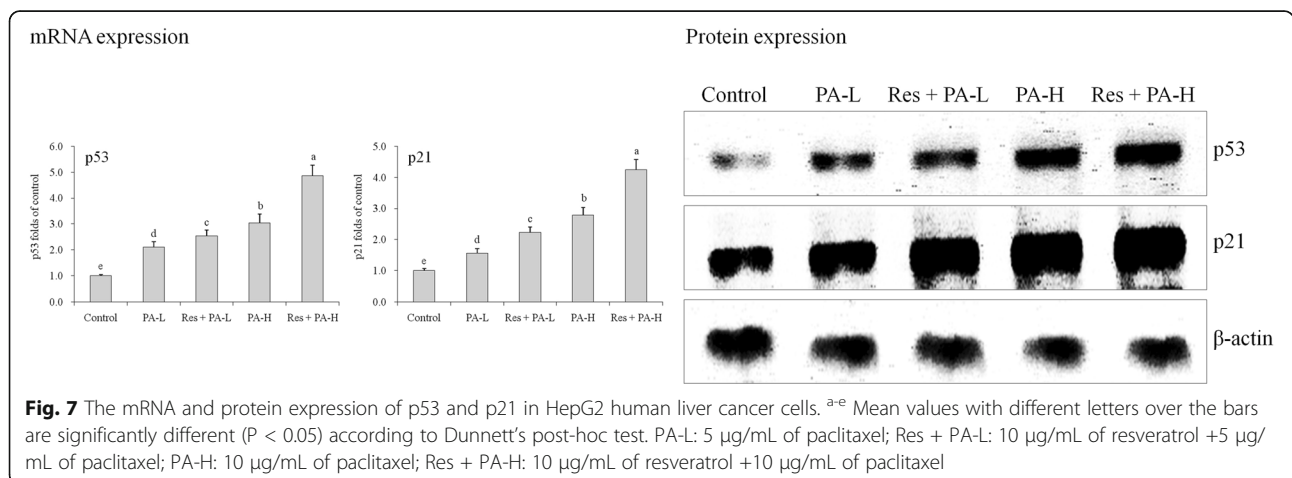 mRNA expression
Protein expression
Control PA-L Res + PA-L PA-H Res + PA-H
p53
p21
β-actin
p53
p53 folds of control
6.0
5.0
4.0
3.0
2.0
1.0
0.0
e
d
c
b
a
Control PA-L Res + PA-L PA-H Res + PA-H
p21
p21 folds of control
5.0
4.0
3.0
2.0
1.0
0.0
e
d
c
b
a
Control PA-L Res + PA-L PA-H Res + PA-H
Fig. 7 The mRNA and protein expression of p53 and p21 in HepG2 human liver cancer cells. a-e Mean values with different letters over the bars
are significantly different (P < 0.05) according to Dunnett's post-hoc test. PA-L: 5 μg/mL of paclitaxel; Res + PA-L: 10 μg/mL of resveratrol +5 μg/
mL of paclitaxel; PA-H: 10 μg/mL of paclitaxel; Res + PA-H: 10 μg/mL of resveratrol +10 μg/mL of paclitaxel